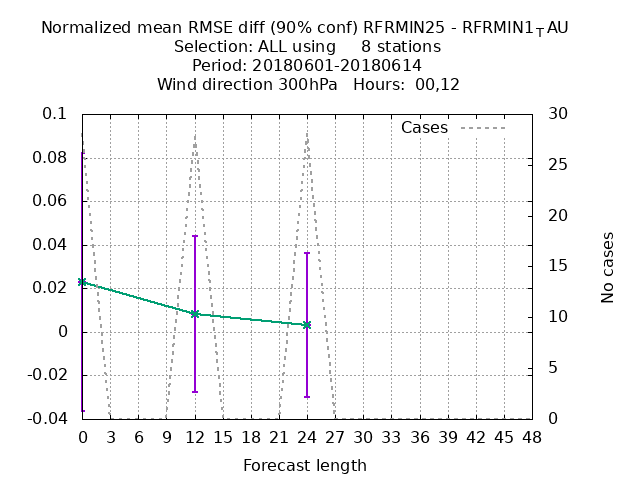 Normalized mean RMSE diff (90% conf) RFRMIN25 - RFRMIN1_TAU
Selection: ALL using 8 stations
Period: 20180601-20180614
Wind direction 300hPa Hours: 00,12
Cases
0.1
0.08
0.06
0.04
0.02
0
-0.02
-0.04
30
25
20
15
10
5
0
No cases
0 3 6 9 12 15 18 21 24 27 30 33 36 39 42 45 48
Forecast length